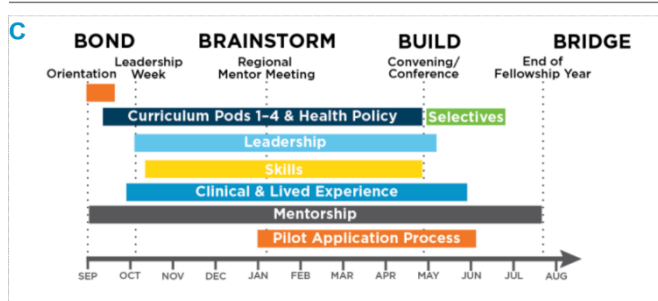 C
BOND BRAINSTORM BUILD BRIDGE
Orientation
Leadership
Week
Regional
Mentor Meeting
Convening/
Conference
End of
Fellowship Year
Curriculum Pods 1–4 & Health Policy
Selectives
Leadership
Skills
Clinical & Lived Experience
Mentorship
Pilot Application Process
SEP OCT NOV DEC JAN FEB MAR APR MAY JUN JUL AUG